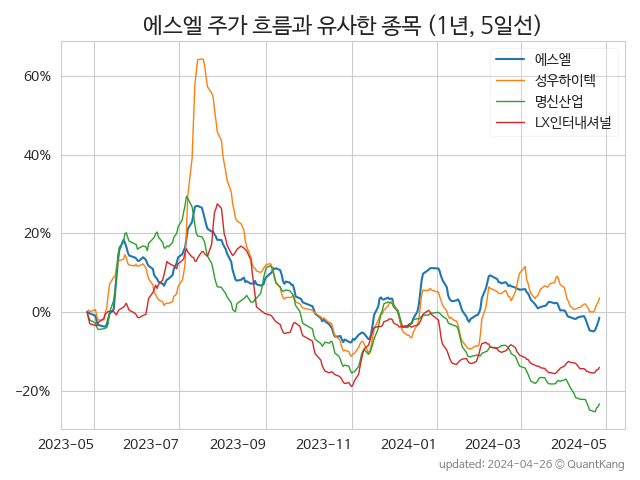 에스엘 주가 흐름과 유사한 종목 (1년, 5일선)
에스엘
성우하이텍
명신산업
LX인터내셔널
60%
40%
20%
0%
−20%
2023-05 2023-07 2023-09 2023-11 2024-01 2024-03 2024-05
updated: 2024-04-26 © QuantKang